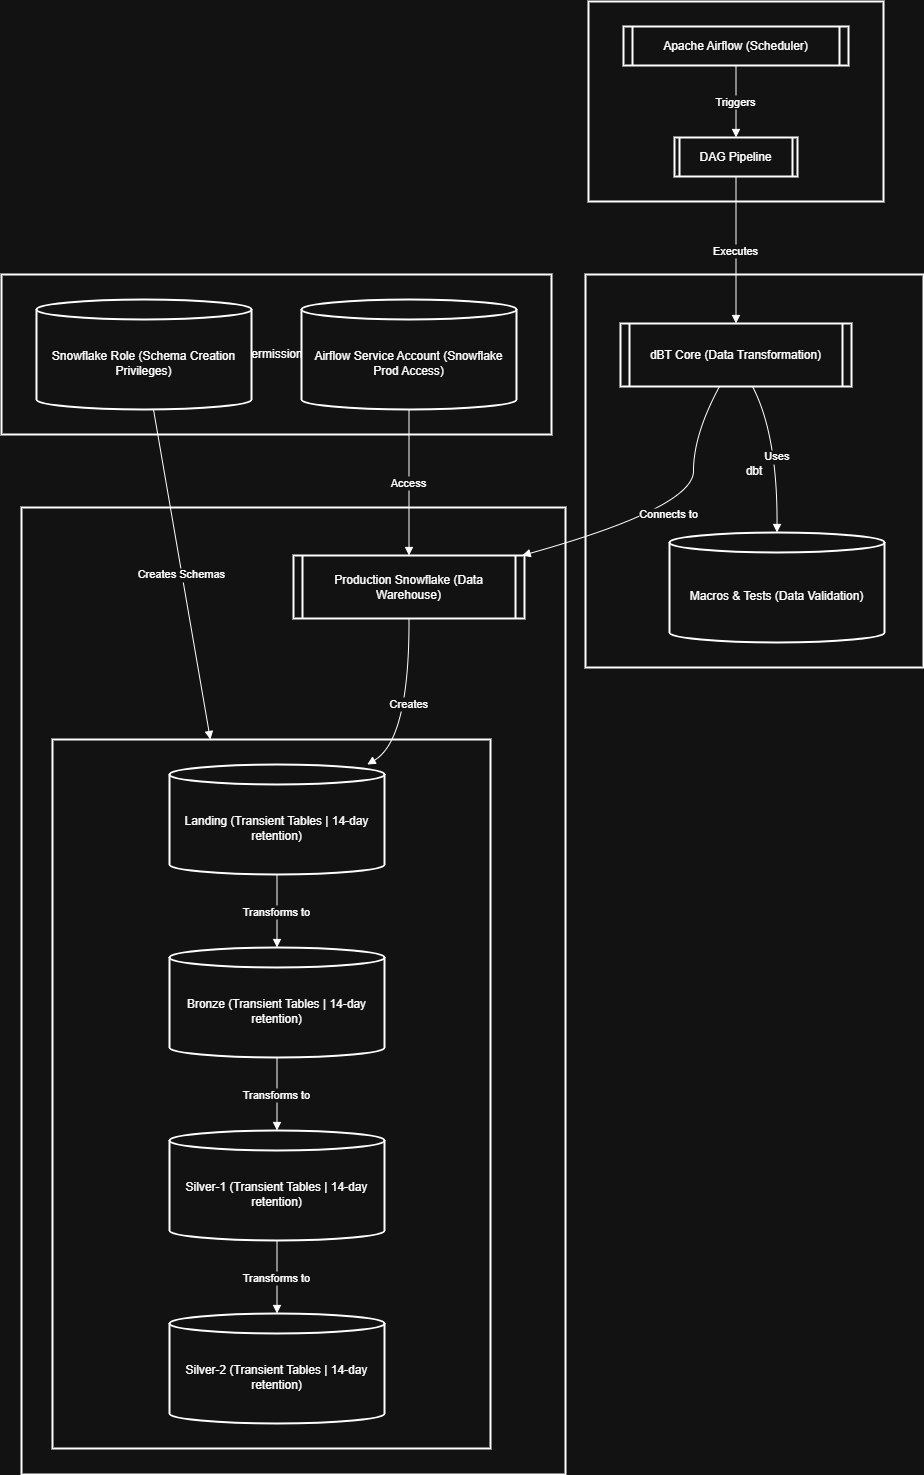 Apache Airflow (Scheduler)
Triggers
DAG Pipeline
Executes
Snowflake Role (Schema Creation
Privileges)
ermission
Airflow Service Account (Snowflake
Prod Access)
dBT Core (Data Transformation)
Uses
dbt
Access
Connects to
Creates Schemas
Production Snowflake (Data
Warehouse)
Macros & Tests (Data Validation)
Creates
Landing (Transient Tables | 14-day
retention)
Transforms to
Bronze (Transient Tables | 14-day
retention)
Transforms to
Silver-1 (Transient Tables | 14-day
retention)
Transforms to
Silver-2 (Transient Tables | 14-day
retention)